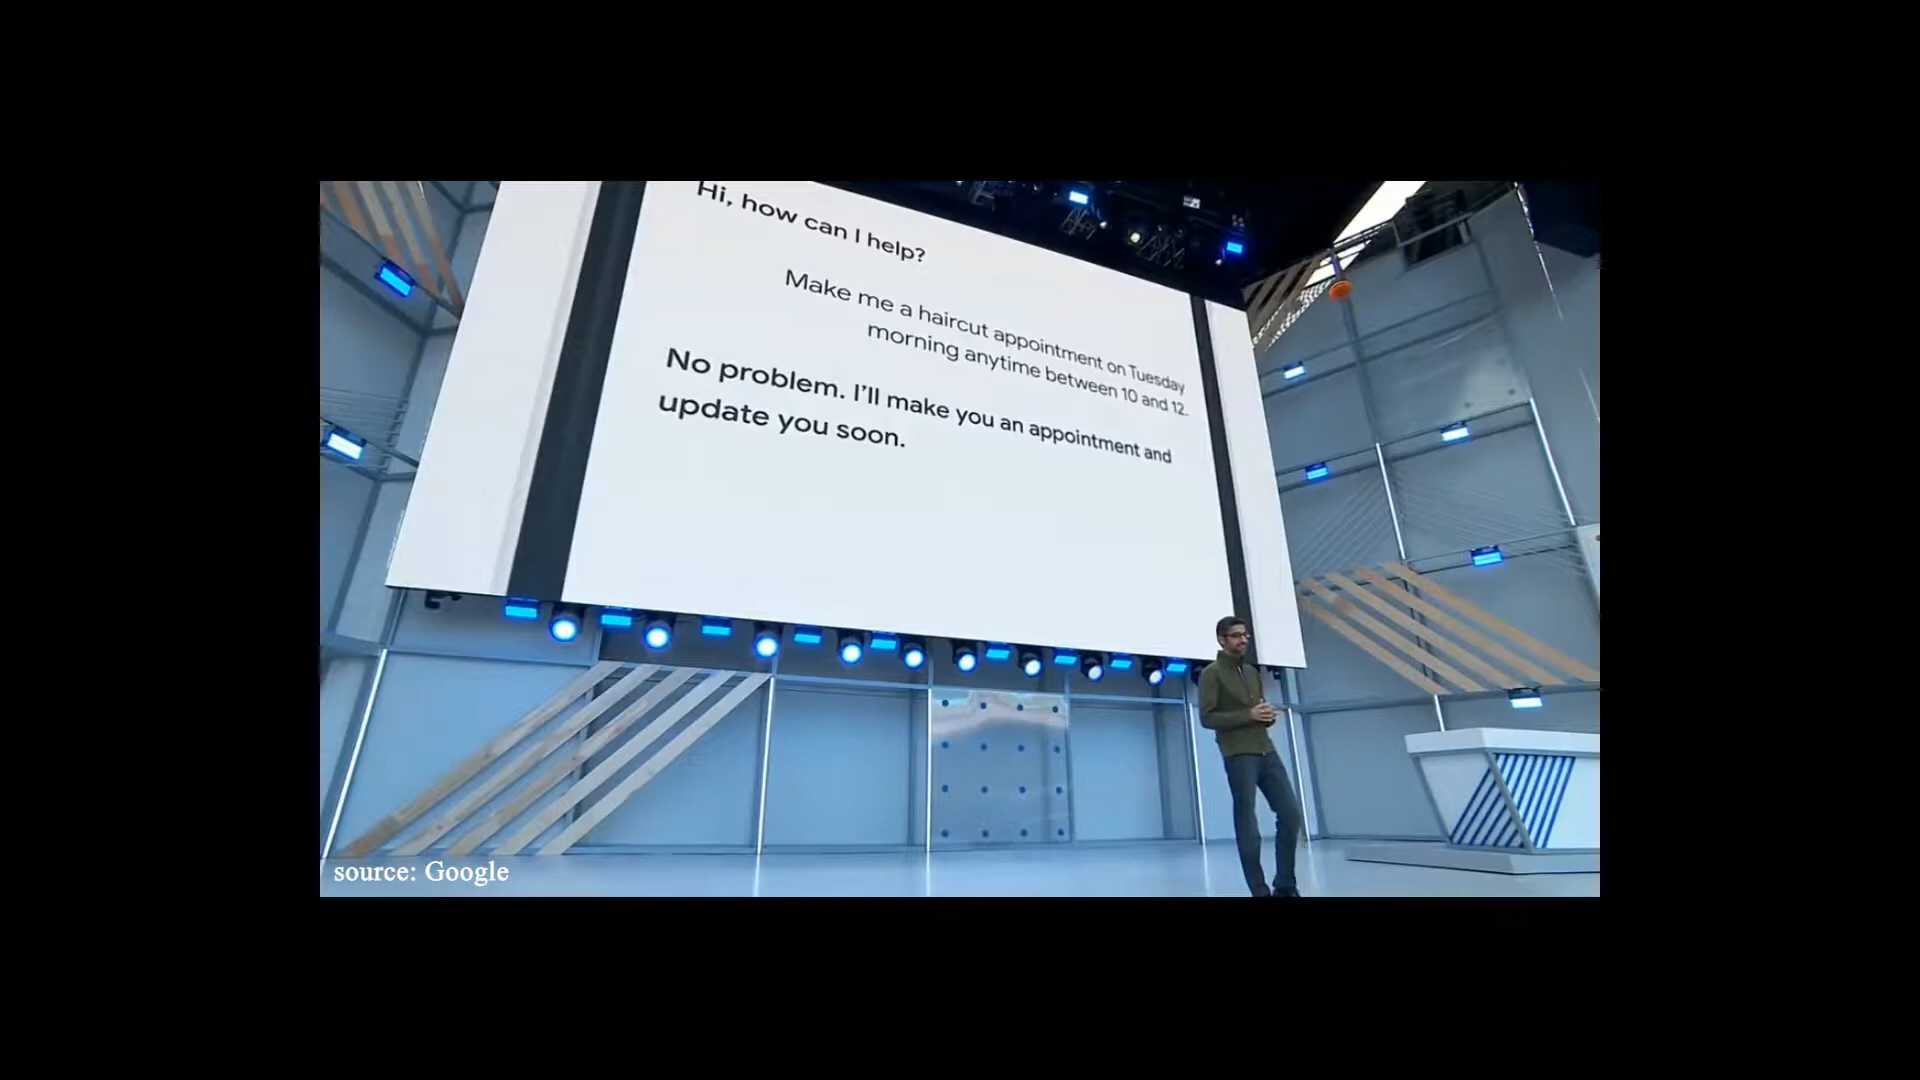 Hi, how can I help?
Make me a haircut appointment on Tuesday
morning anytime between 10 and 12.
No problem. I'll make you an appointment and
update you soon.
source: Google